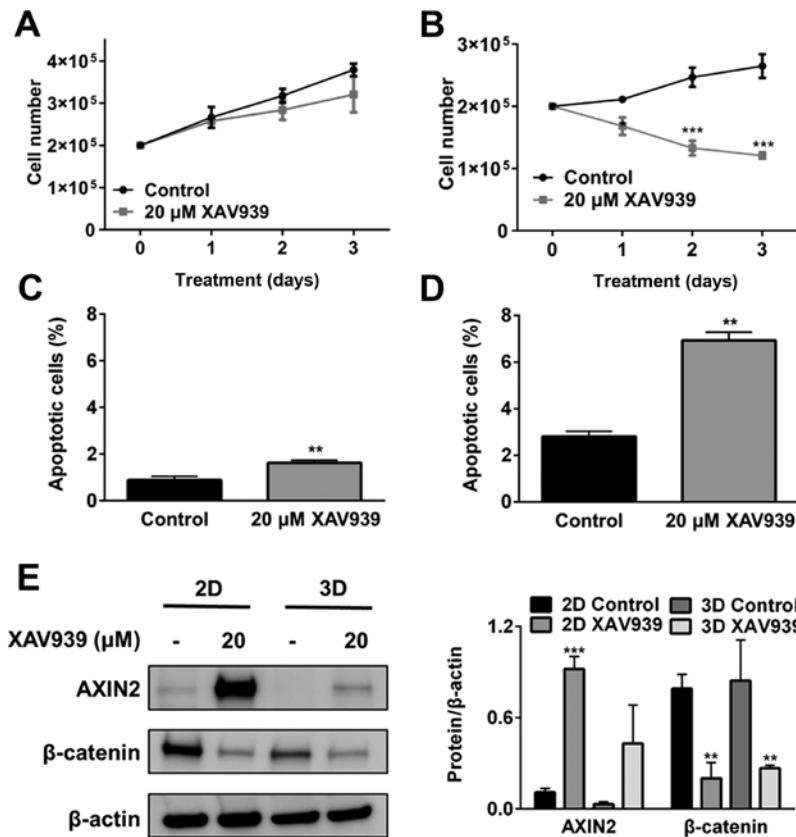 A
Cell number
4×10⁵
3×10⁵
2×10⁵
0
Control
20 µM XAV939
0 1 2 3
Treatment (days)
B
Cell number
3×10⁵
2×10⁵
1×10⁵
0
*
***
***
Control
20 µM XAV939
0 1 2 3
Treatment (days)
C
Apoptotic cells (%)
8
6
4
2
0
**
Control 20 µM XAV939
D
Apoptotic cells (%)
8
6
4
2
0
**
Control 20 µM XAV939
E
2D 3D
XAV939 (µM) - 20 - 20
AXIN2
β-catenin
β-actin
2D Control 3D Control
2D XAV939 3D XAV939
Protein/β-actin
1.2
0.6
0.0
***
**
**
AXIN2 β-catenin